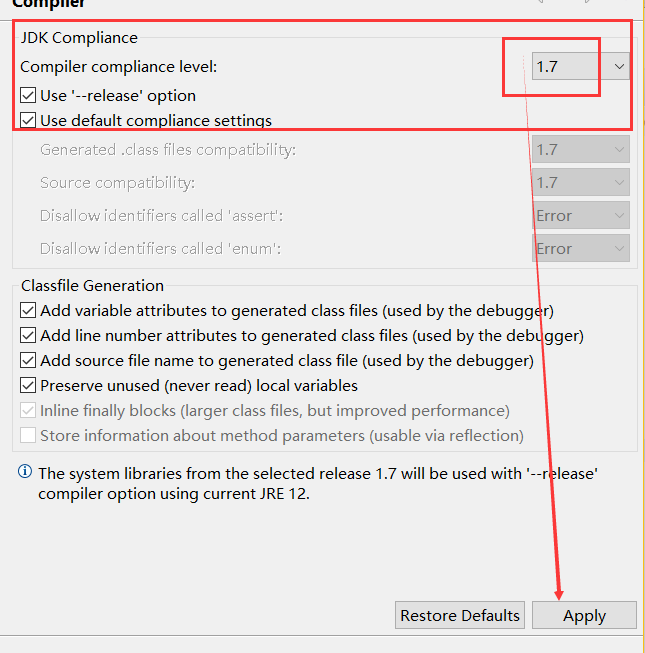 Compiler
JDK Compliance
Compiler compliance level:
1.7
Use '--release' option
Use default compliance settings
Generated .class files compatibility:
1.7
Source compatibility:
1.7
Disallow identifiers called 'assert':
Error
Disallow identifiers called 'enum':
Error
Classfile Generation
Add variable attributes to generated class files (used by the debugger)
Add line number attributes to generated class files (used by the debugger)
Add source file name to generated class file (used by the debugger)
Preserve unused (never read) local variables
Inline finally blocks (larger class files, but improved performance)
Store information about method parameters (usable via reflection)
The system libraries from the selected release 1.7 will be used with '--release'
compiler option using current JRE 12.
Restore Defaults
Apply